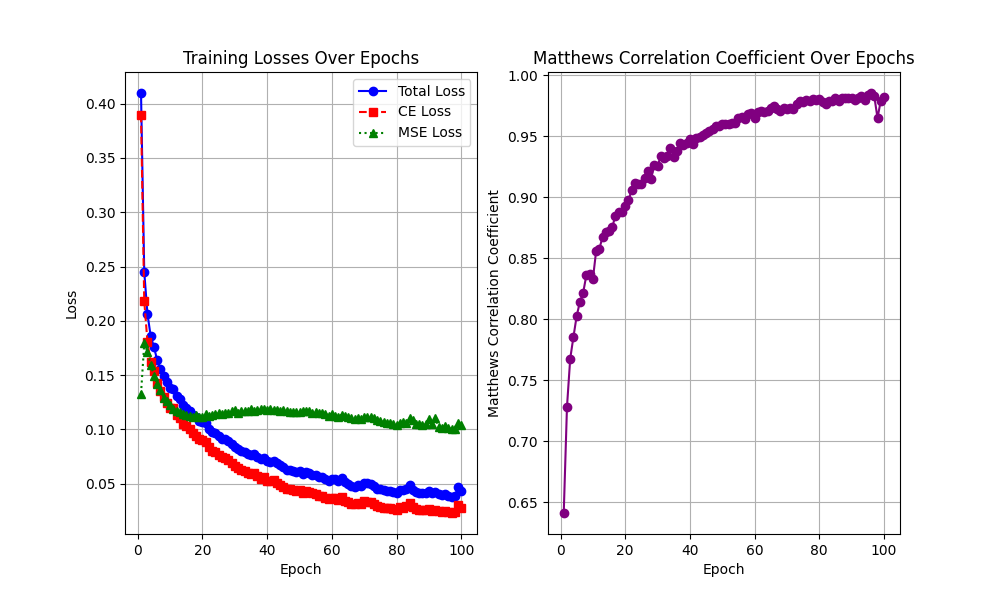 Training Losses Over Epochs
Total Loss
CE Loss
MSE Loss
0.40
0.35
0.30
0.25
0.20
0.15
0.10
0.05
Loss
0 20 40 60 80 100
Epoch
Matthews Correlation Coefficient Over Epochs
1.00
0.95
0.90
0.85
0.80
0.75
0.70
0.65
Matthews Correlation Coefficient
0 20 40 60 80 100
Epoch